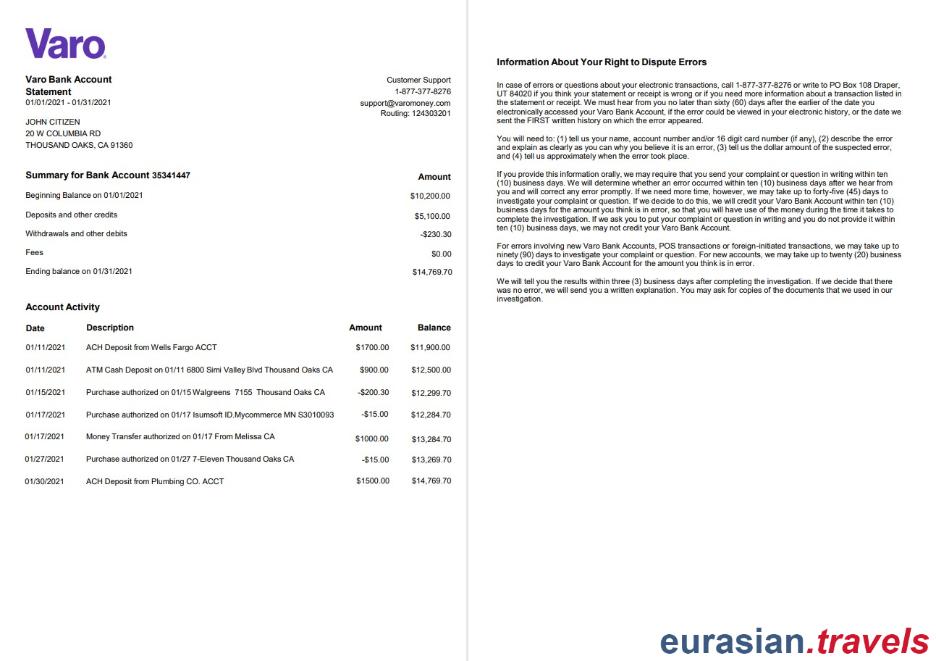 Varo
Varo Bank Account
Statement
01/01/2021 - 01/31/2021
Customer Support
1-877-377-8276
support@varomoney.com
Routing: 124303201
JOHN CITIZEN
20 W COLUMBIA RD
THOUSAND OAKS, CA 91360
Summary for Bank Account 35341447 Amount
Beginning Balance on 01/01/2021 $10,200.00
Deposits and other credits $5,100.00
Withdrawals and other debits -$230.30
Fees $0.00
Ending balance on 01/31/2021 $14,769.70
Account Activity
Date Description Amount Balance
01/11/2021 ACH Deposit from Wells Fargo ACCT $1700.00 $11,900.00
01/11/2021 ATM Cash Deposit on 01/11 6800 Simi Valley Blvd Thousand Oaks CA $900.00 $12,500.00
01/15/2021 Purchase authorized on 01/15 Walgreens 7155 Thousand Oaks CA -$200.30 $12,299.70
01/17/2021 Purchase authorized on 01/17 Isumsoft ID,Mycommerce MN S3010093 -$15.00 $12,284.70
01/17/2021 Money Transfer authorized on 01/17 From Melissa CA $1000.00 $13,284.70
01/27/2021 Purchase authorized on 01/27 7-Eleven Thousand Oaks CA -$15.00 $13,269.70
01/30/2021 ACH Deposit from Plumbing CO. ACCT $1500.00 $14,769.70
Information About Your Right to Dispute Errors
In case of errors or questions about your electronic transactions, call 1-877-377-8276 or write to PO Box 108 Draper,
UT 84020 if you think your statement or receipt is wrong or if you need more information about a transaction listed in
the statement or receipt. We must hear from you no later than sixty (60) days after the earlier of the date you
electronically accessed your Varo Bank Account, if the error could be viewed in your electronic history, or the date we
sent the FIRST written history on which the error appeared.
You will need to: (1) tell us your name, account number and/or 16 digit card number (if any), (2) describe the error
and explain as clearly as you can why you believe it is an error, (3) tell us the dollar amount of the suspected error,
and (4) tell us approximately when the error took place.
If you provide this information orally, we may require that you send your complaint or question in writing within ten
(10) business days. We will determine whether an error occurred within ten (10) business days after we hear from
you and will correct any error promptly. If we need more time, however, we may take up to forty-five (45) days to
investigate your complaint or question. If we decide to do this, we will credit your Varo Bank Account within ten (10)
business days for the amount you think is in error, so that you will have use of the money during the time it takes to
complete the investigation. If we ask you to put your complaint or question in writing and you do not provide it within
ten (10) business days, we may not credit your Varo Bank Account.
For errors involving new Varo Bank Accounts, POS transactions or foreign-initiated transactions, we may take up to
ninety (90) days to investigate your complaint or question. For new accounts, we may take up to twenty (20) business
days to credit your Varo Bank Account for the amount you think is in error.
We will tell you the results within three (3) business days after completing the investigation. If we decide that there
was no error, we will send you a written explanation. You may ask for copies of the documents that we used in our
investigation.
eurasian.travels